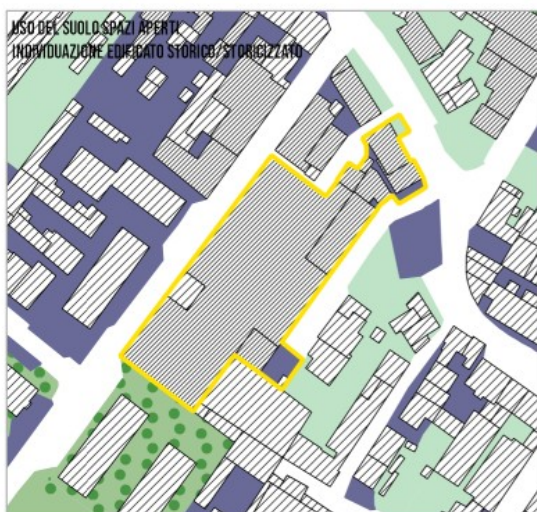 USO DEL SUOLO SPAZI APERTI
INDIVIDUAZIONE EDIFICATO STORICO/STORICIZZATO